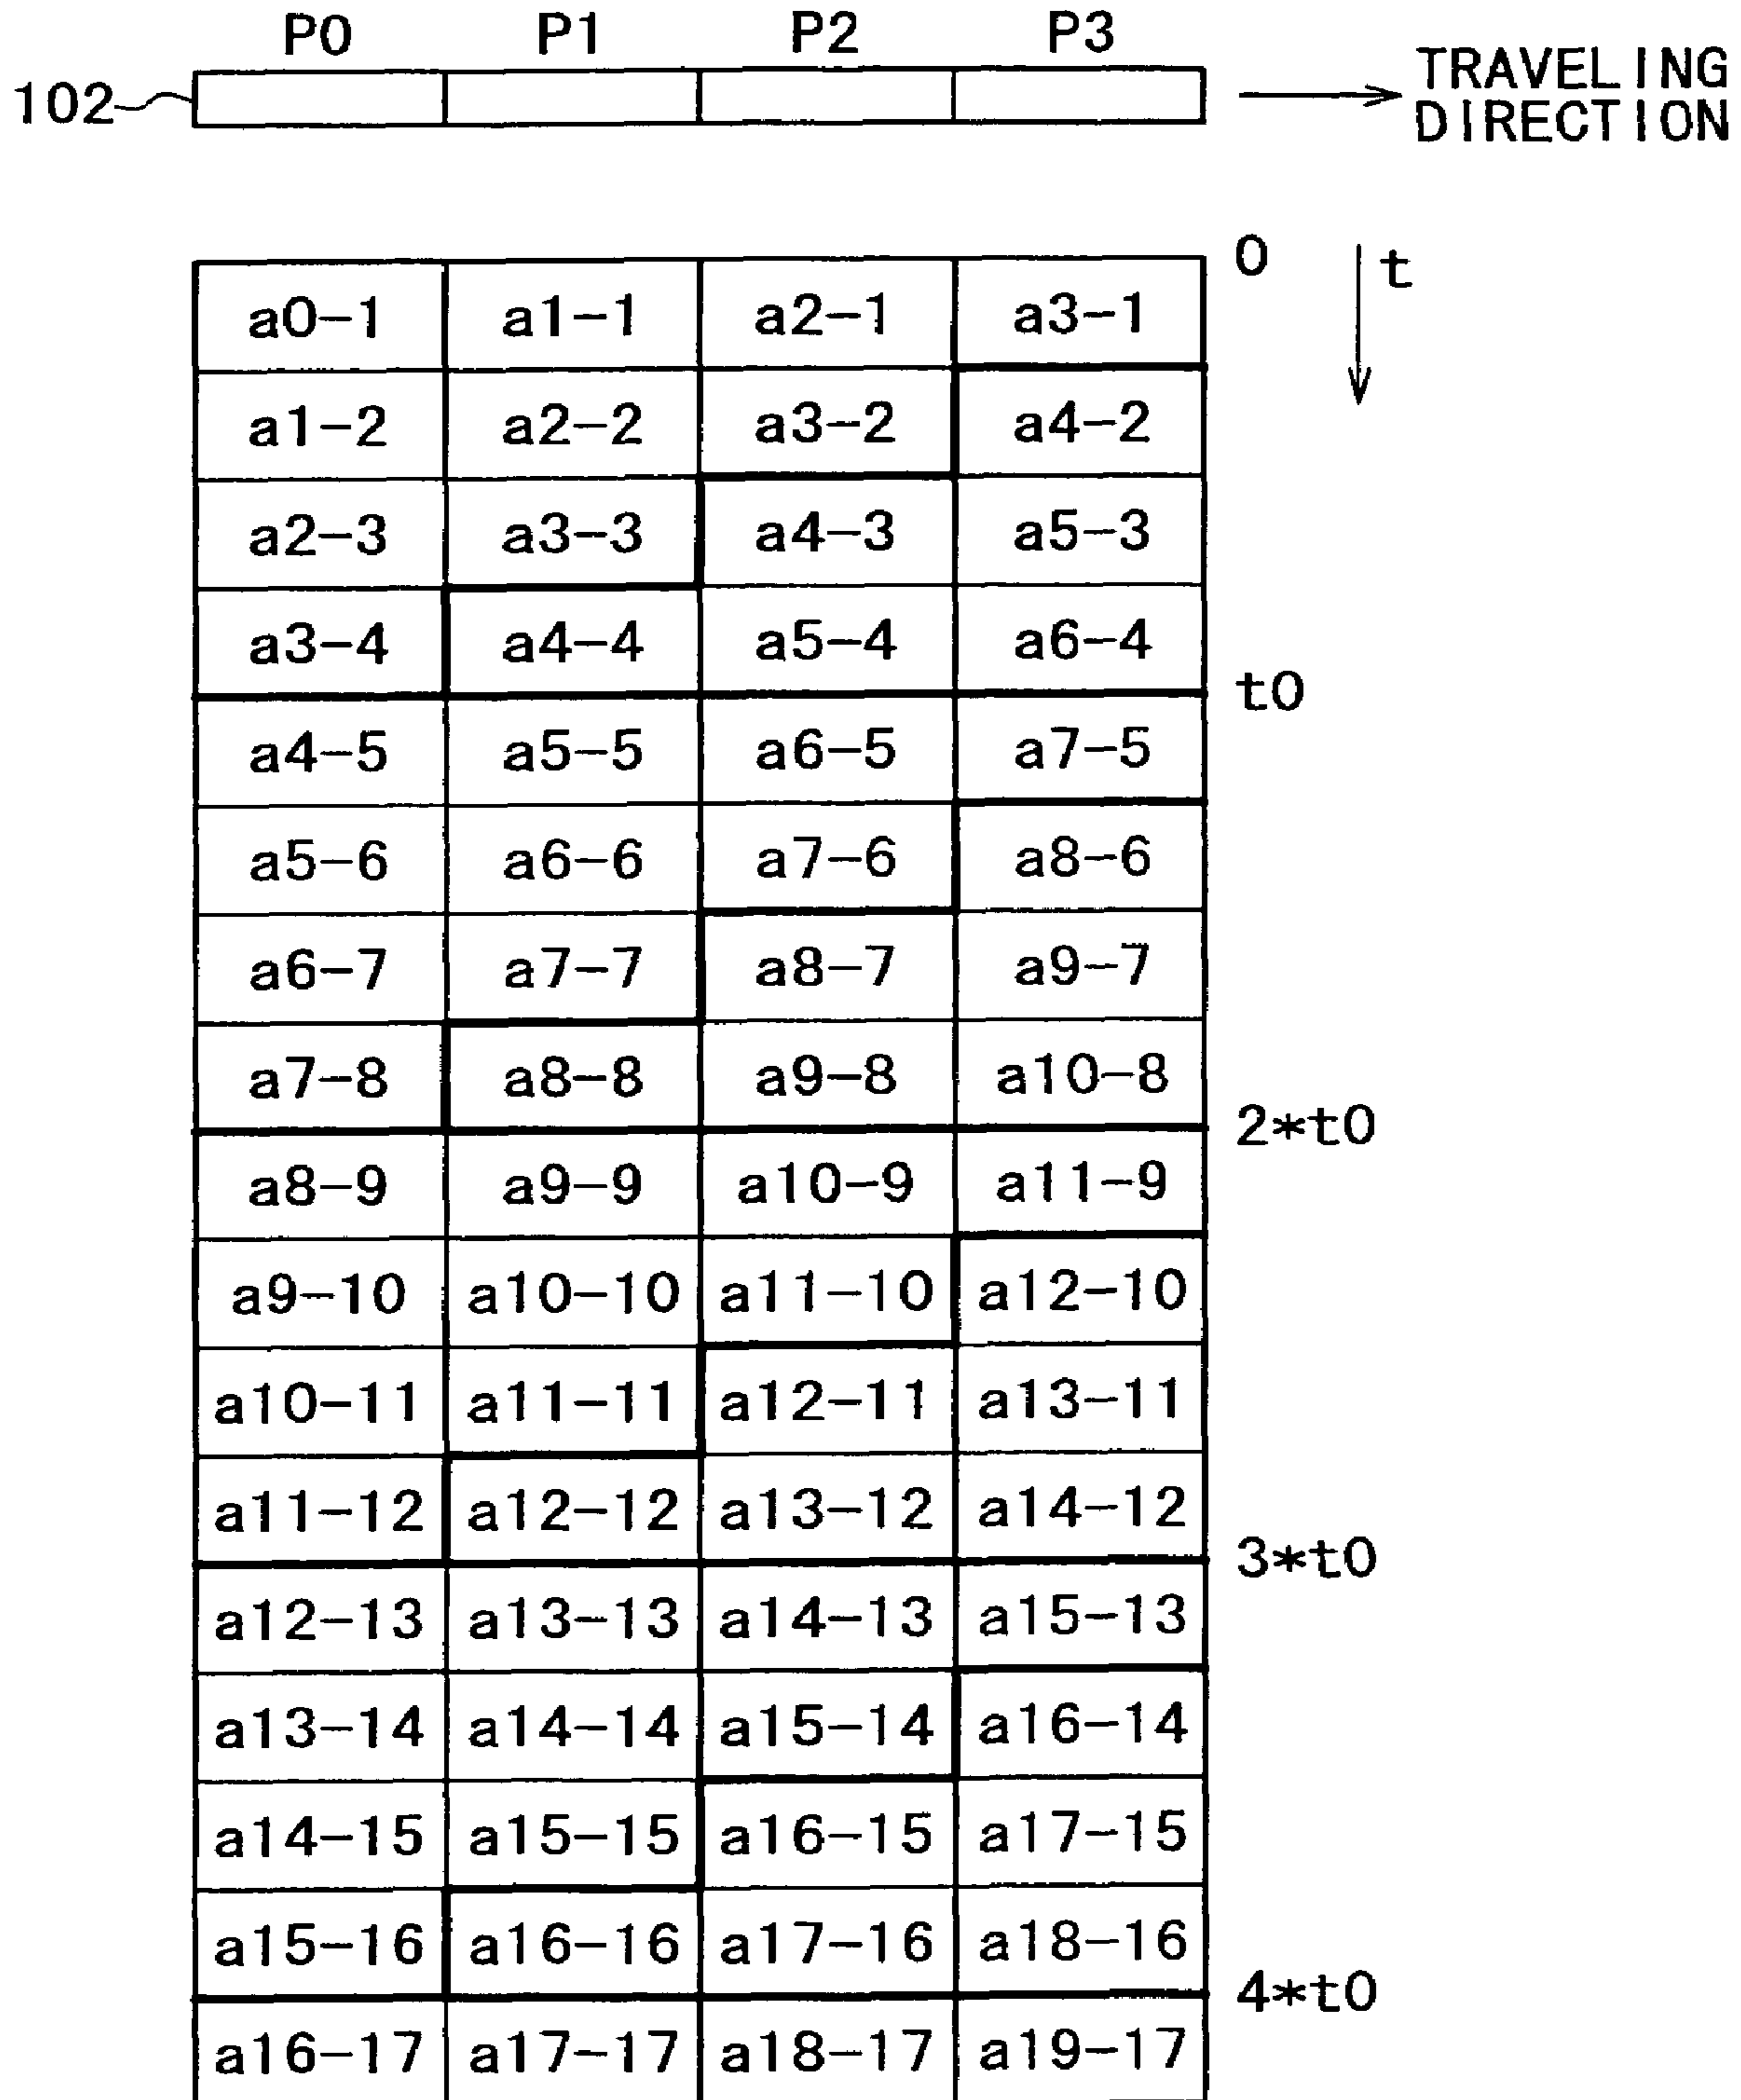 P0 P1 P2 P3
102 TRAVELING
DIRECTION
0 t
a0-1 a1-1 a2-1 a3-1
a1-2 a2-2 a3-2 a4-2
a2-3 a3-3 a4-3 a5-3
a3-4 a4-4 a5-4 a6-4
t0
a4-5 a5-5 a6-5 a7-5
a5-6 a6-6 a7-6 a8-6
a6-7 a7-7 a8-7 a9-7
a7-8 a8-8 a9-8 a10-8
2*t0
a8-9 a9-9 a10-9 a11-9
a9-10 a10-10 a11-10 a12-10
a10-11 a11-11 a12-11 a13-11
a11-12 a12-12 a13-12 a14-12
3*t0
a12-13 a13-13 a14-13 a15-13
a13-14 a14-14 a15-14 a16-14
a14-15 a15-15 a16-15 a17-15
a15-16 a16-16 a17-16 a18-16
4*t0
a16-17 a17-17 a18-17 a19-17